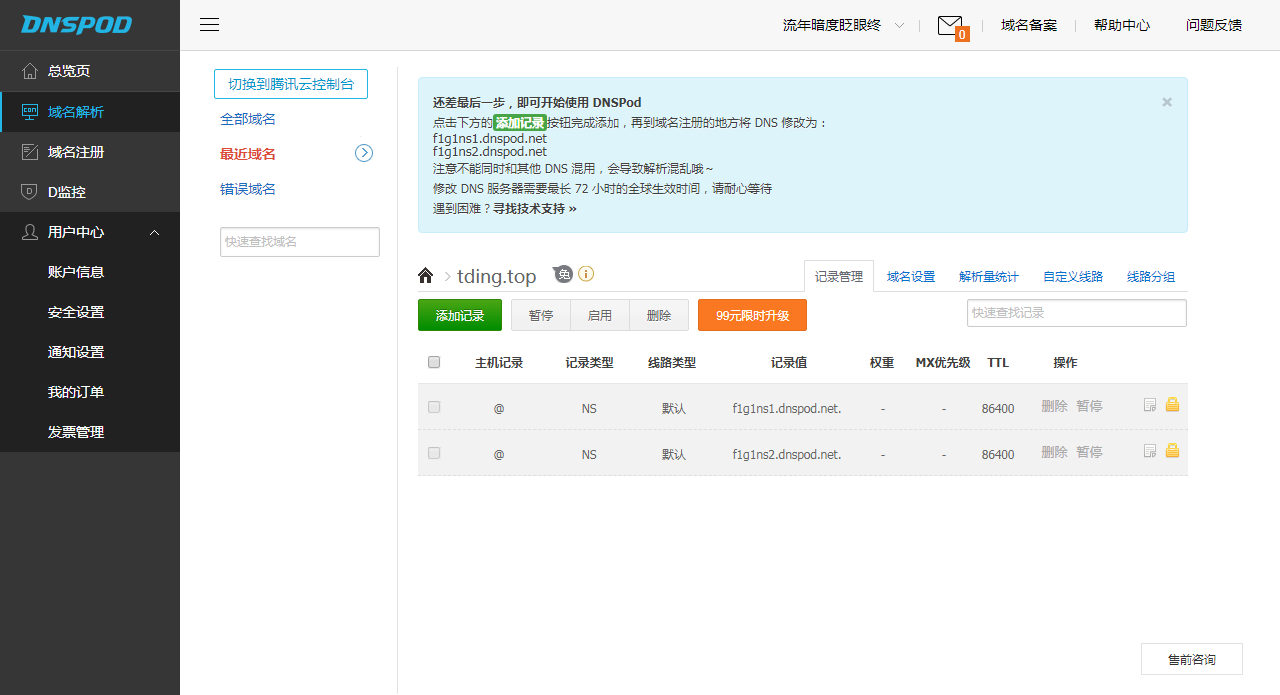 DNSPOD
流年暗度眨眼终
0
域名备案
帮助中心
问题反馈
总览页
域名解析
域名注册
D监控
用户中心
账户信息
安全设置
通知设置
我的订单
发票管理
切换到腾讯云控制台
全部域名
最近域名
错误域名
快速查找域名
还差最后一步，即可开始使用 DNSPod
×
点击下方的添加记录按钮完成添加，再到域名注册的地方将 DNS 修改为：
f1g1ns1.dnspod.net
f1g1ns2.dnspod.net
注意不能同时和其他 DNS 混用，会导致解析混乱哦～
修改 DNS 服务器需要最长 72 小时的全球生效时间，请耐心等待
遇到困难？寻找技术支持 »
tding.top
免
记录管理
域名设置
解析量统计
自定义线路
线路分组
添加记录
暂停
启用
删除
99元限时升级
快速查找记录
主机记录 记录类型 线路类型 记录值 权重 MX优先级 TTL 操作
@ NS 默认 f1g1ns1.dnspod.net. - - 86400 删除 暂停
@ NS 默认 f1g1ns2.dnspod.net. - - 86400 删除 暂停
售前咨询